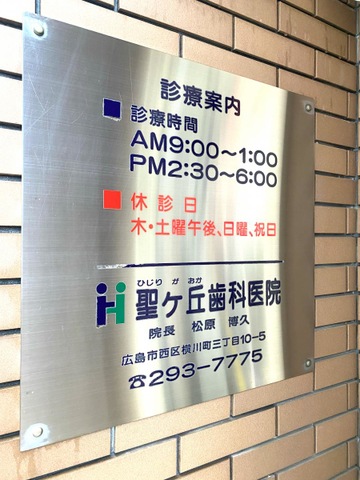 診療案内
■診療時間
AM9:00〜1:00
PM2:30〜6:00
■休診日
木・土曜午後、日曜、祝日
ひじり が おか
聖ケ丘歯科医院
院長 松原 博久
広島市西区横川町三丁目10-5
☎293-7775